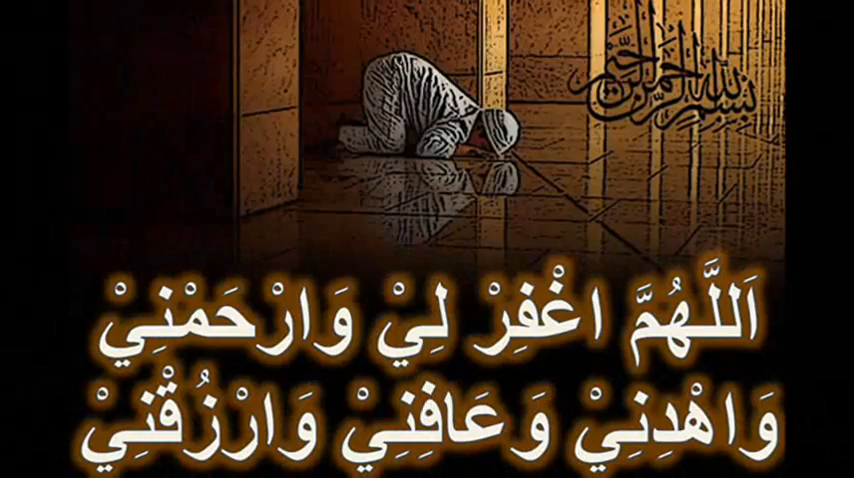 بسم الله الرحمن الرحيم
اَللَّهُمَّ اغْفِرْ لِيْ وَارْحَمْنِيْ
وَاهْدِنِيْ وَعَافِنِيْ وَارْزُقْنِيْ